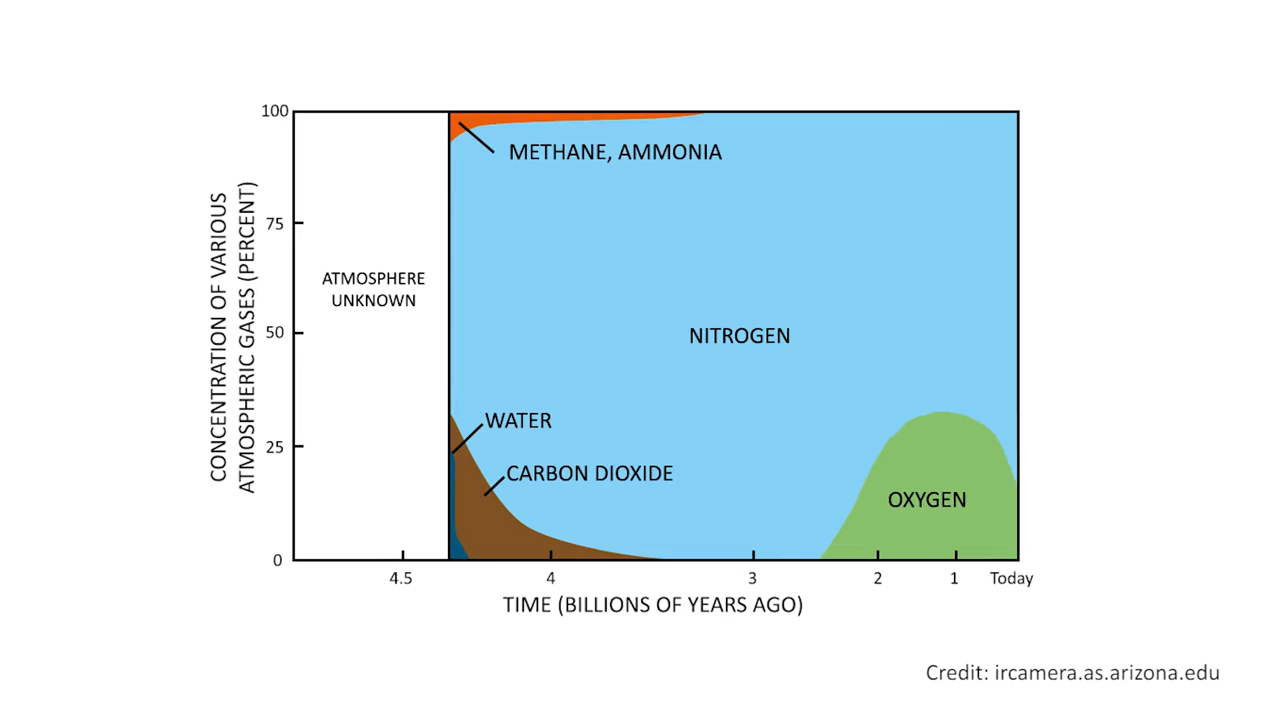 100
METHANE, AMMONIA
75
CONCENTRATION OF VARIOUS
ATMOSPHERIC GASES (PERCENT)
ATMOSPHERE
UNKNOWN
50
NITROGEN
WATER
25
CARBON DIOXIDE
OXYGEN
0
4.5 4 3 2 1 Today
TIME (BILLIONS OF YEARS AGO)
Credit: ircamera.as.arizona.edu